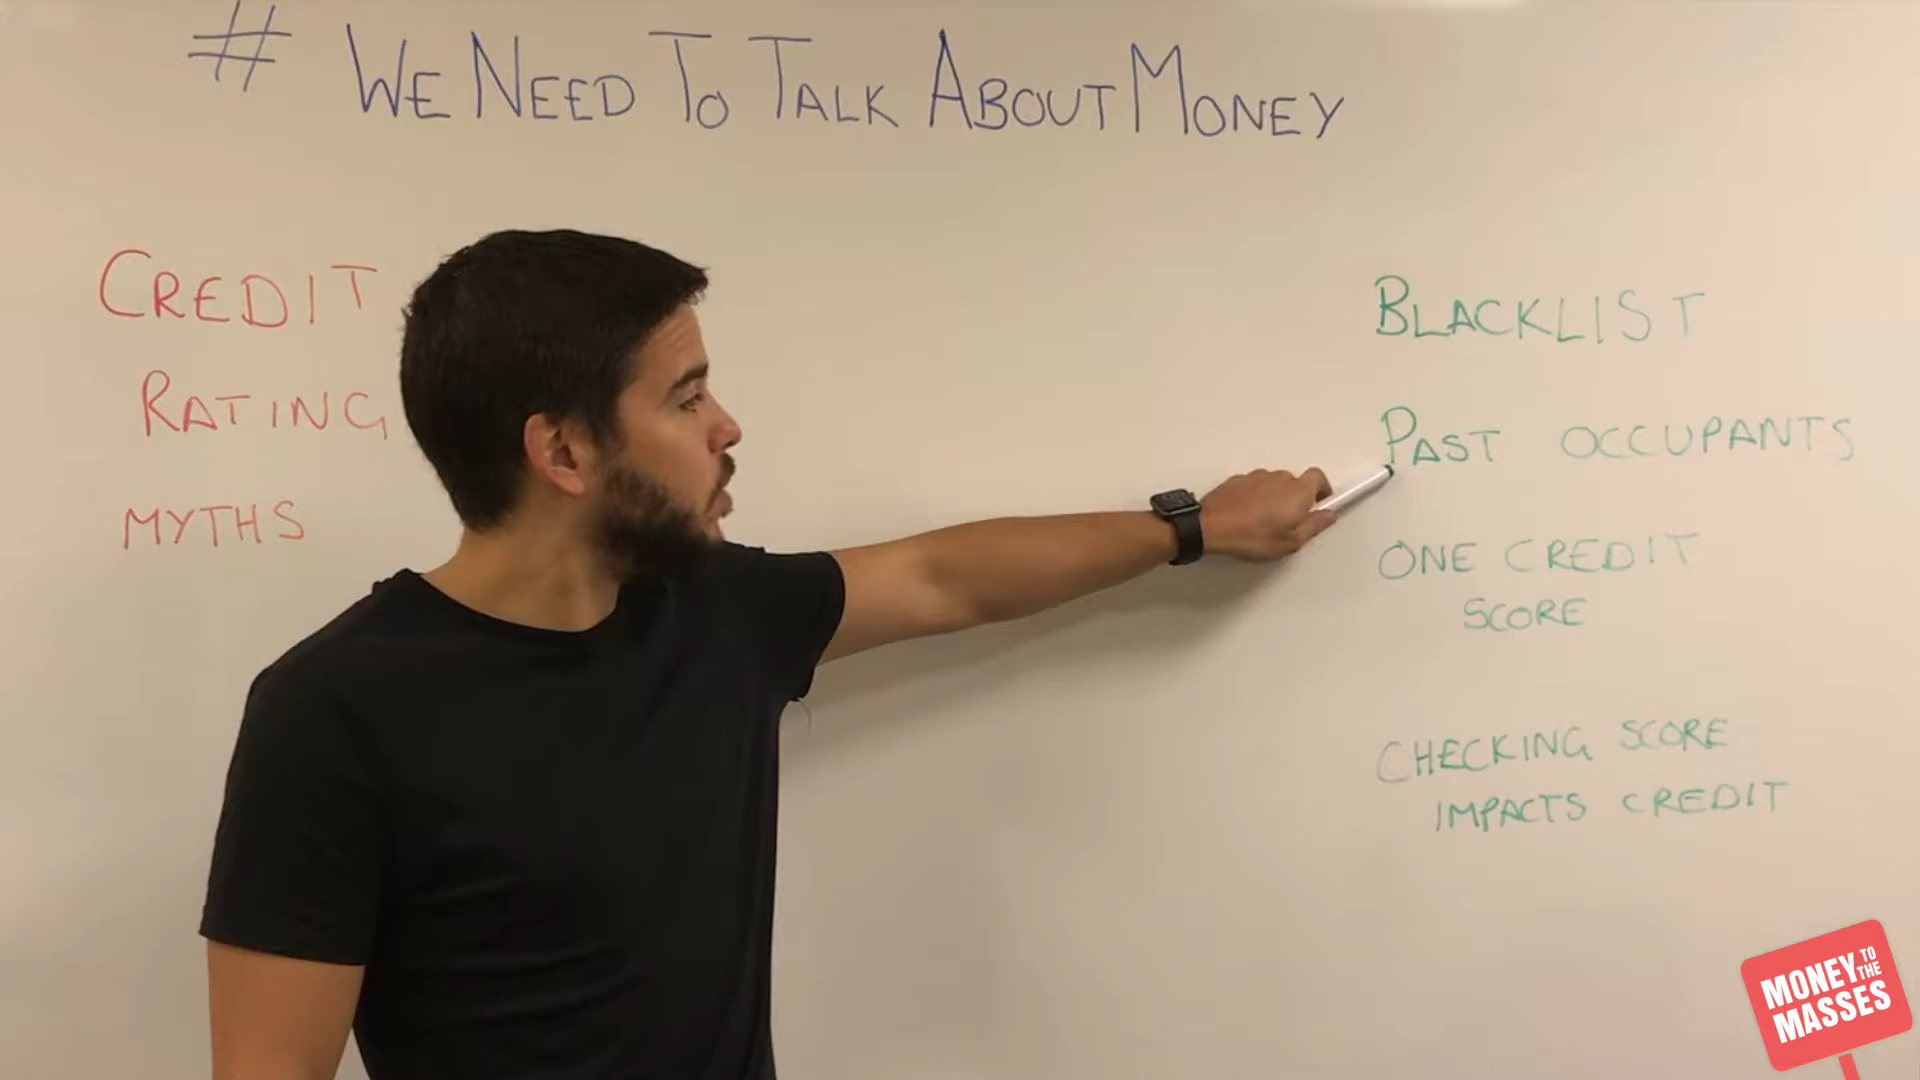 # WE NEED TO TALK ABOUT MONEY
CREDIT
RATING
MYTHS
BLACKLIST
PAST OCCUPANTS
ONE CREDIT
SCORE
CHECKING SCORE
IMPACTS CREDIT
MONEY TO THE
MASSES